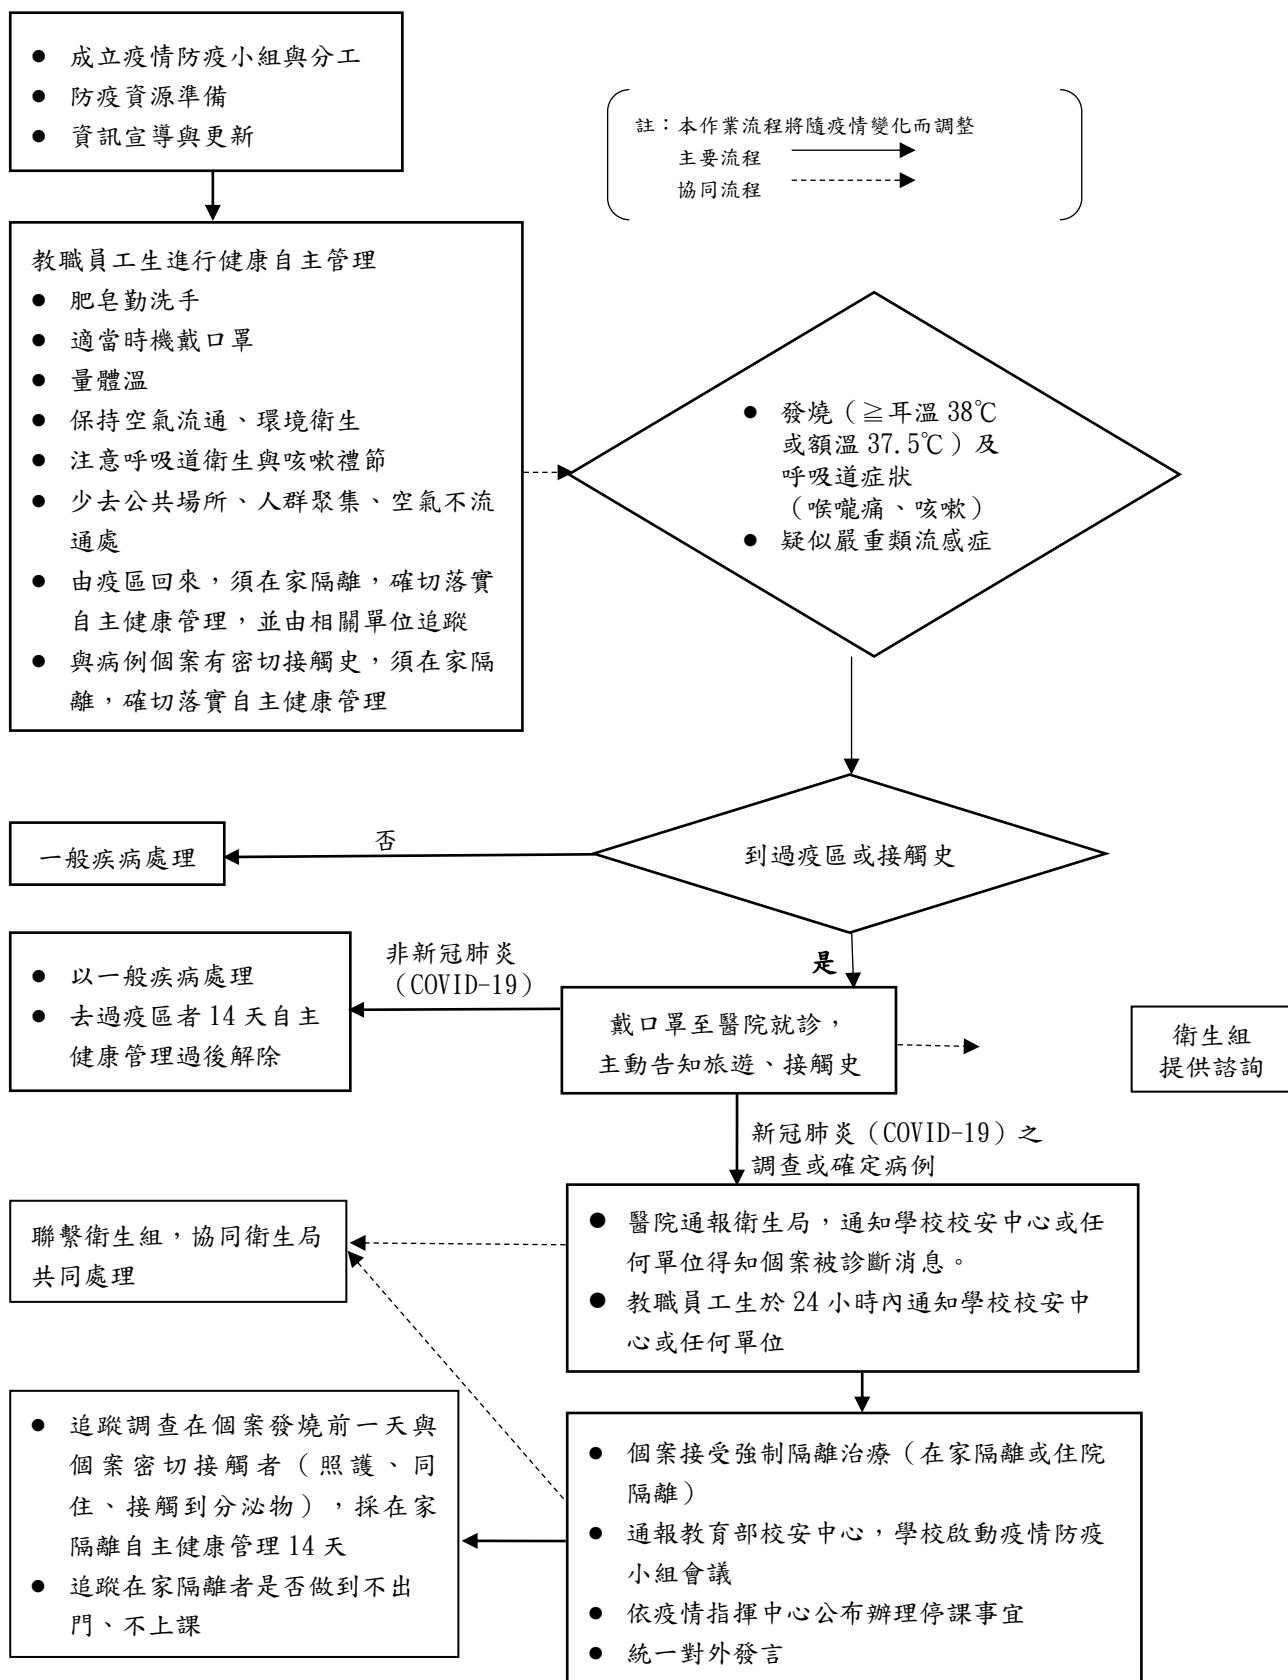 ● 成立疫情防疫小組與分工
● 防疫資源準備
● 資訊宣導與更新
註：本作業流程將隨疫情變化而調整
主要流程
協同流程
教職員工生進行健康自主管理
● 肥皂勤洗手
● 適當時機戴口罩
● 量體溫
● 保持空氣流通、環境衛生
● 注意呼吸道衛生與咳嗽禮節
● 少去公共場所、人群聚集、空氣不流
通處
● 由疫區回來，須在家隔離，確切落實
自主健康管理，並由相關單位追蹤
● 與病例個案有密切接觸史，須在家隔
離，確切落實自主健康管理
● 發燒（≧耳溫 38℃
或額溫 37.5℃）及
呼吸道症狀
（喉嚨痛、咳嗽）
● 疑似嚴重類流感症
到過疫區或接觸史
否
一般疾病處理
是
非新冠肺炎
（COVID-19）
● 以一般疾病處理
● 去過疫區者 14 天自主
健康管理過後解除
戴口罩至醫院就診，
主動告知旅遊、接觸史
衛生組
提供諮詢
新冠肺炎（COVID-19）之
調查或確定病例
● 醫院通報衛生局，通知學校校安中心或任
何單位得知個案被診斷消息。
● 教職員工生於 24 小時內通知學校校安中
心或任何單位
聯繫衛生組，協同衛生局
共同處理
● 追蹤調查在個案發燒前一天與
個案密切接觸者（照護、同
住、接觸到分泌物），採在家
隔離自主健康管理 14 天
● 追蹤在家隔離者是否做到不出
門、不上課
● 個案接受強制隔離治療（在家隔離或住院
隔離）
● 通報教育部校安中心，學校啟動疫情防疫
小組會議
● 依疫情指揮中心公布辦理停課事宜
● 統一對外發言